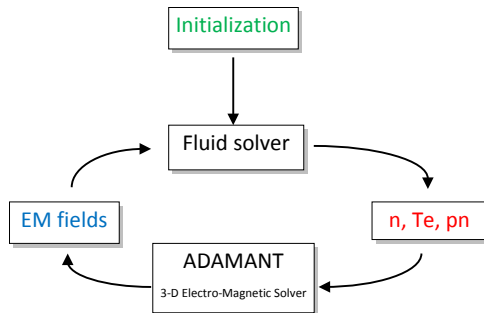 Initialization
Fluid solver
EM fields
n, Te, pn
ADAMANT
3-D Electro-Magnetic Solver